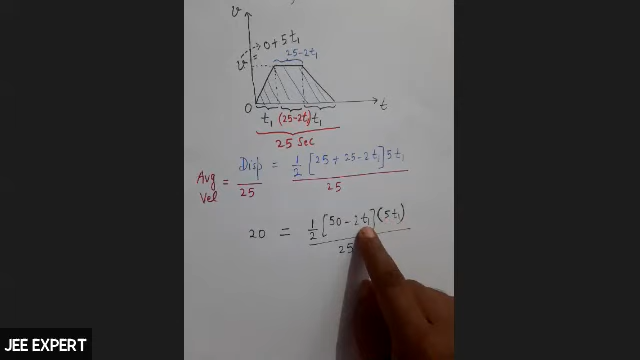 v
0 + 5t₁
25-2t₁
v =
0
t
t₁ (25-2t₁) t₁
25 Sec
Avg Vel = Disp / 25 = 1/2 [25 + 25 - 2t₁] 5t₁ / 25
20 = 1/2 [50 - 2t₁] (5t₁) / 25
JEE EXPERT